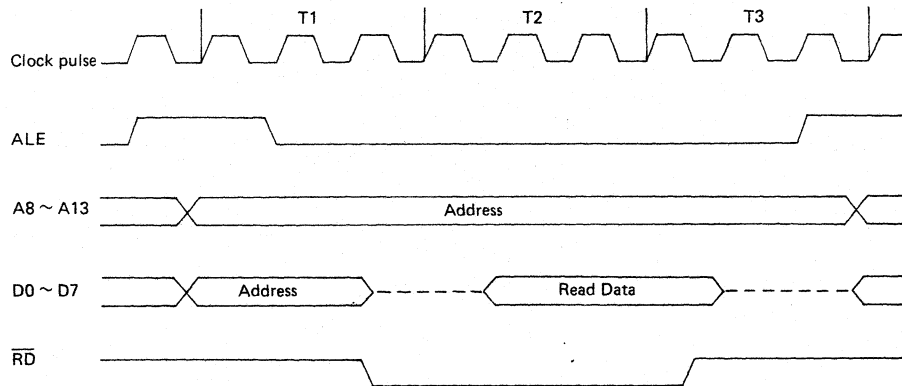 T1 T2 T3
Clock pulse
ALE
A8 ~ A13 Address
D0 ~ D7 Address Read Data
RD